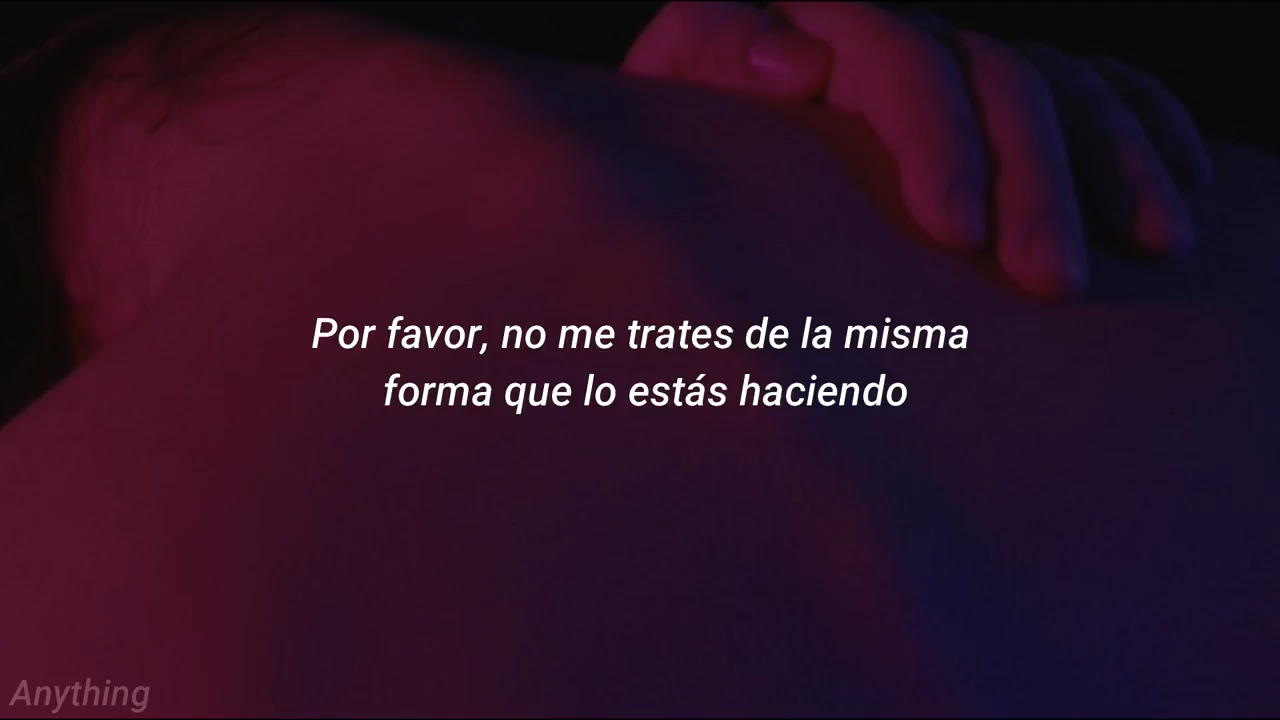 Por favor, no me trates de la misma
forma que lo estás haciendo
Anything